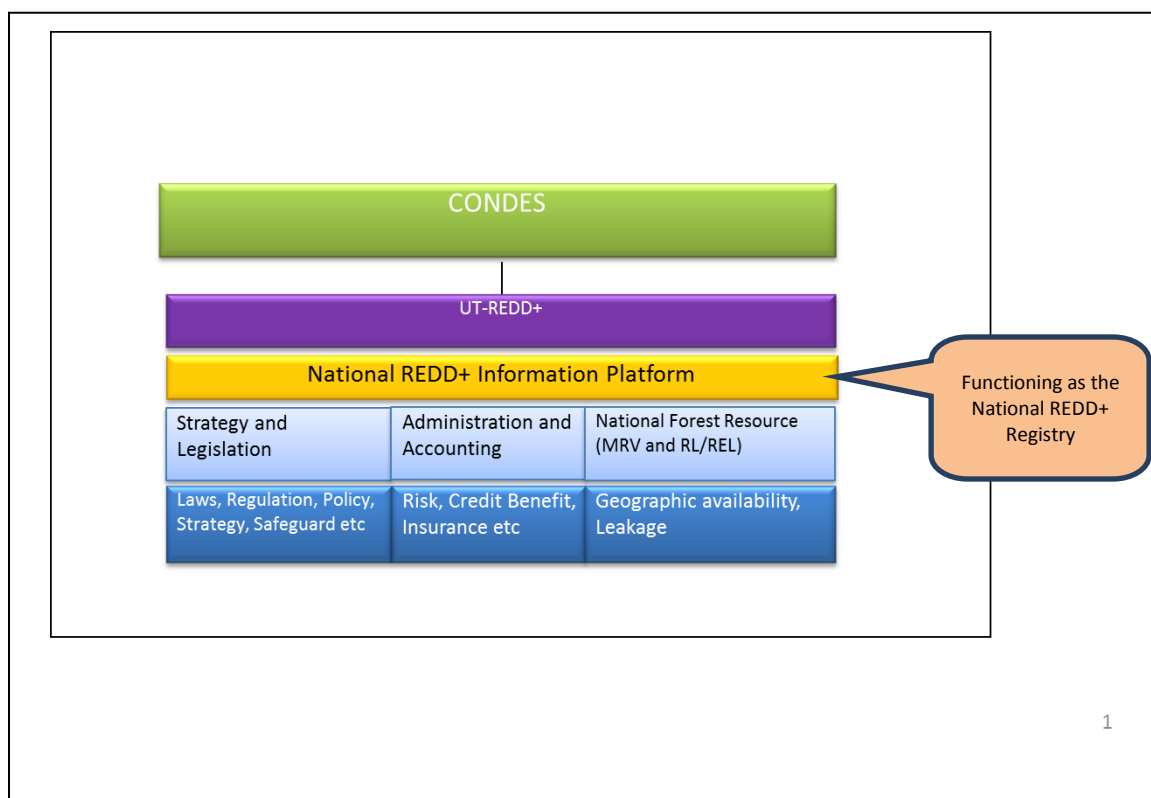 CONDES
UT-REDD+
National REDD+ Information Platform
Functioning as the
National REDD+
Registry
Strategy and
Legislation
Administration and
Accounting
National Forest Resource
(MRV and RL/REL)
Laws, Regulation, Policy,
Strategy, Safeguard etc
Risk, Credit Benefit,
Insurance etc
Geographic availability,
Leakage
1